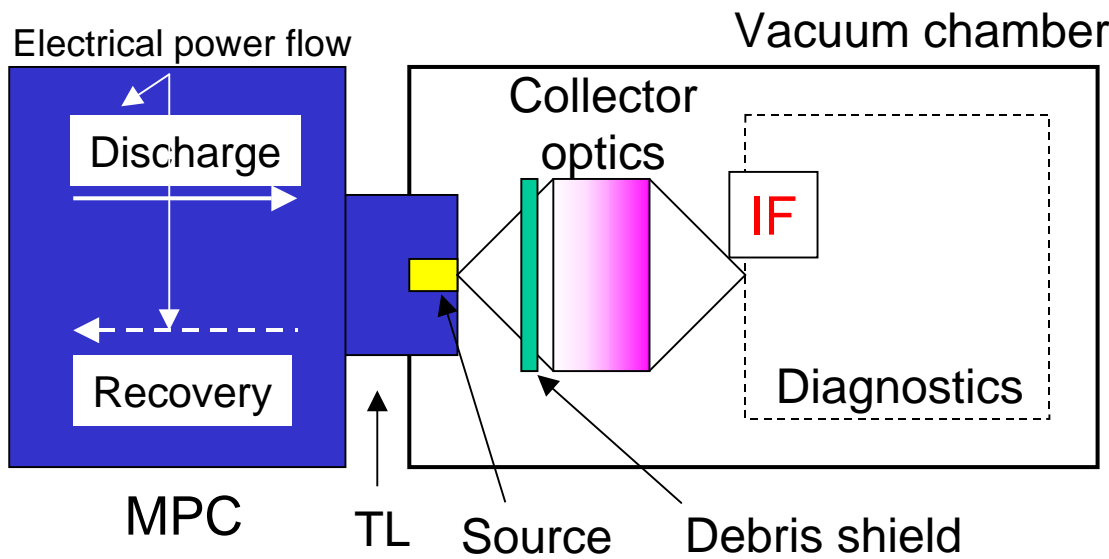 Vacuum chamber
Electrical power flow
Collector
optics
Discharge
IF
Recovery
Diagnostics
MPC
TL
Source
Debris shield